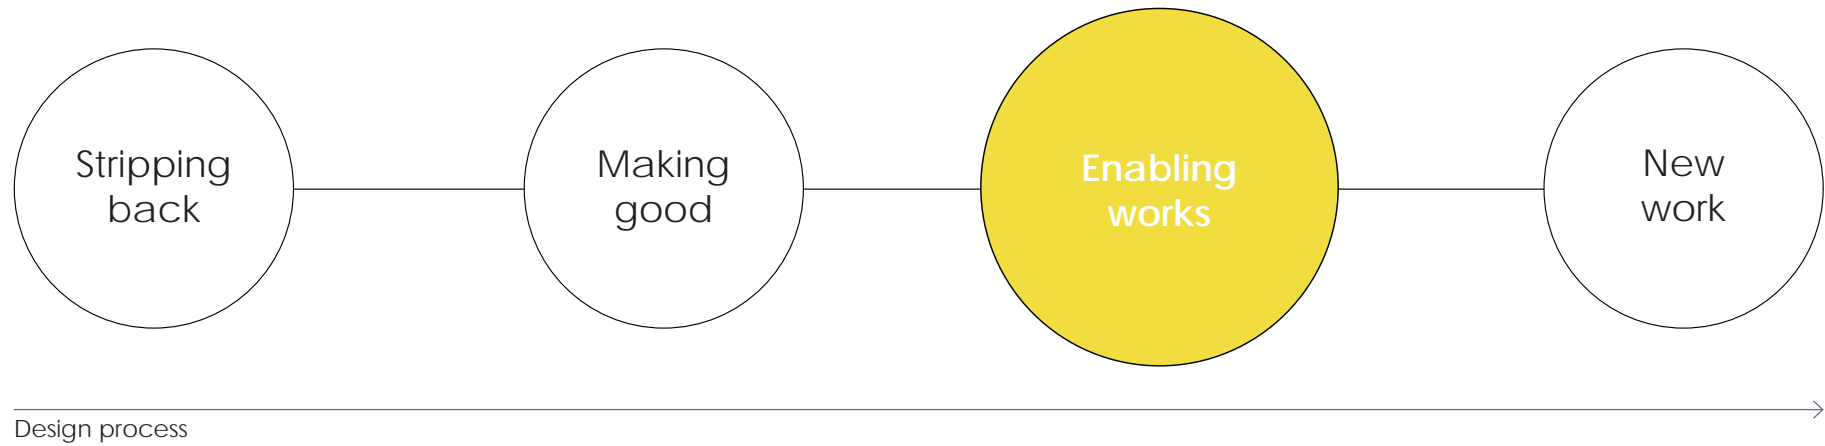 Stripping
back
Making
good
Enabling
works
New
work
Design process